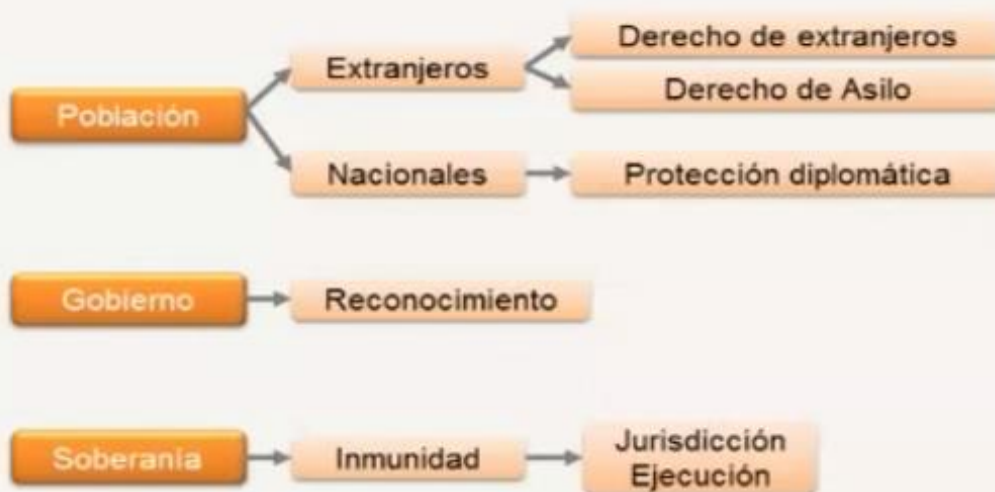 Población
Extranjeros
Derecho de extranjeros
Derecho de Asilo
Nacionales
Protección diplomática
Gobierno
Reconocimiento
Soberanía
Inmunidad
Jurisdicción
Ejecución